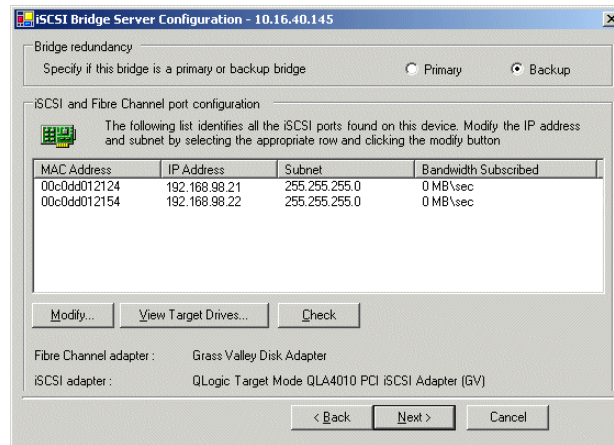 iSCSI Bridge Server Configuration - 10.16.40.145
Bridge redundancy
Specify if this bridge is a primary or backup bridge Primary Backup
iSCSI and Fibre Channel port configuration
The following list identifies all the iSCSI ports found on this device. Modify the IP address
and subnet by selecting the appropriate row and clicking the modify button
MAC Address IP Address Subnet Bandwidth Subscribed
00c0dd012124 192.168.98.21 255.255.255.0 0 MB\sec
00c0dd012154 192.168.98.22 255.255.255.0 0 MB\sec
Modify... View Target Drives... Check
Fibre Channel adapter : Grass Valley Disk Adapter
iSCSI adapter : QLogic Target Mode QLA4010 PCI iSCSI Adapter (GV)
< Back Next > Cancel